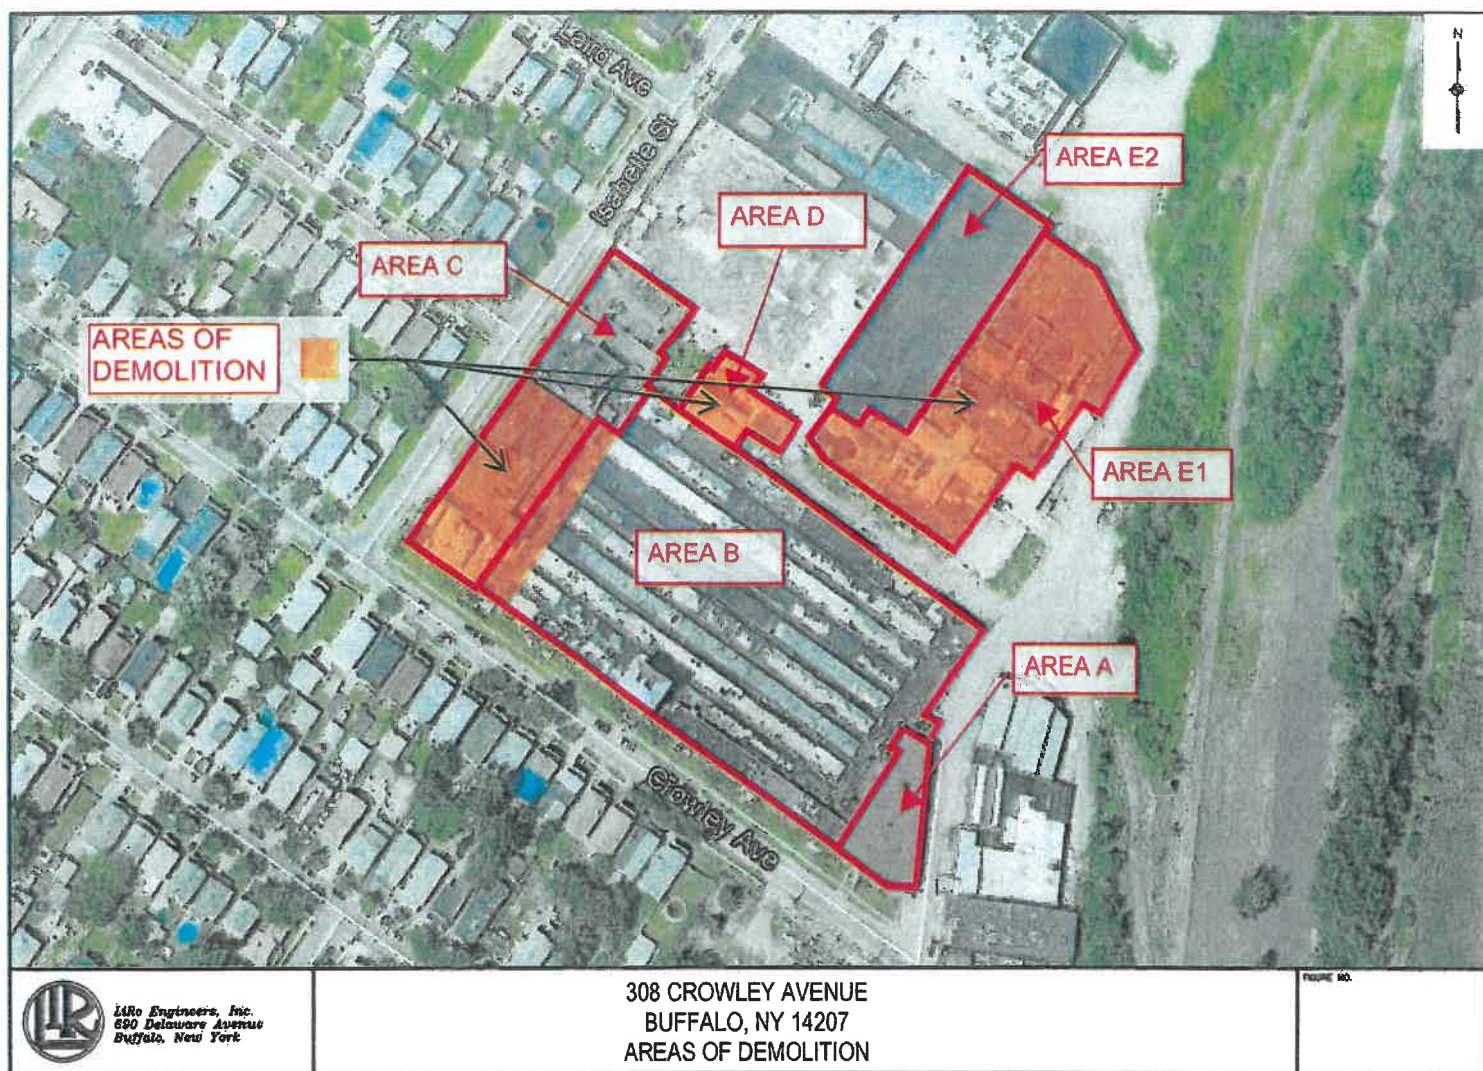 Laird Ave
Isabelle St
N
AREA E2
AREA D
AREA C
AREAS OF
DEMOLITION
AREA E1
AREA B
AREA A
Crowley Ave
LiRo Engineers, Inc.
690 Delaware Avenue
Buffalo, New York
308 CROWLEY AVENUE
BUFFALO, NY 14207
AREAS OF DEMOLITION
FIGURE NO.